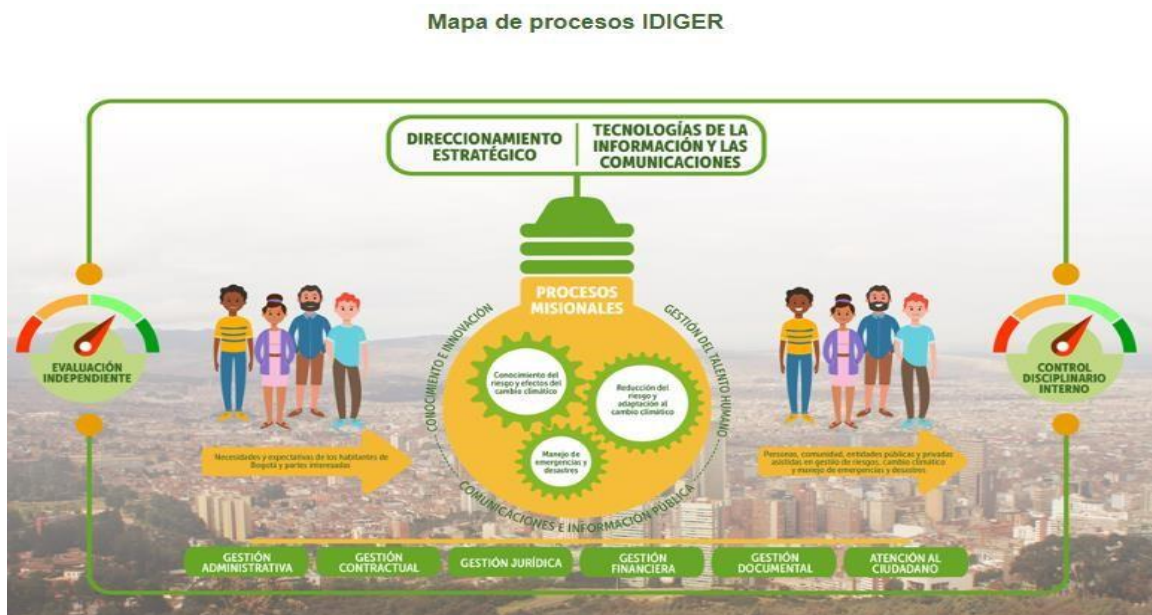 Mapa de procesos IDIGER
DIRECCIONAMIENTO
ESTRATÉGICO
TECNOLOGÍAS DE LA
INFORMACIÓN Y LAS
COMUNICACIONES
PROCESOS
MISIONALES
CONOCIMIENTO E INNOVACIÓN
GESTIÓN DEL TALENTO HUMANO
COMUNICACIONES E INFORMACIÓN PÚBLICA
Conocimiento del
riesgo y efectos del
cambio climático
Reducción del
riesgo y
adaptación al
cambio climático
Manejo de
emergencias y
desastres
EVALUACIÓN
INDEPENDIENTE
CONTROL
DISCIPLINARIO
INTERNO
Necesidades y expectativas de los habitantes de
Bogotá y partes interesadas
Personas, comunidad, entidades públicas y privadas
asistidas en gestión de riesgos, cambio climático
y manejo de emergencias y desastres
GESTIÓN
ADMINISTRATIVA
GESTIÓN
CONTRACTUAL
GESTIÓN JURÍDICA
GESTIÓN
FINANCIERA
GESTIÓN
DOCUMENTAL
ATENCIÓN AL
CIUDADANO